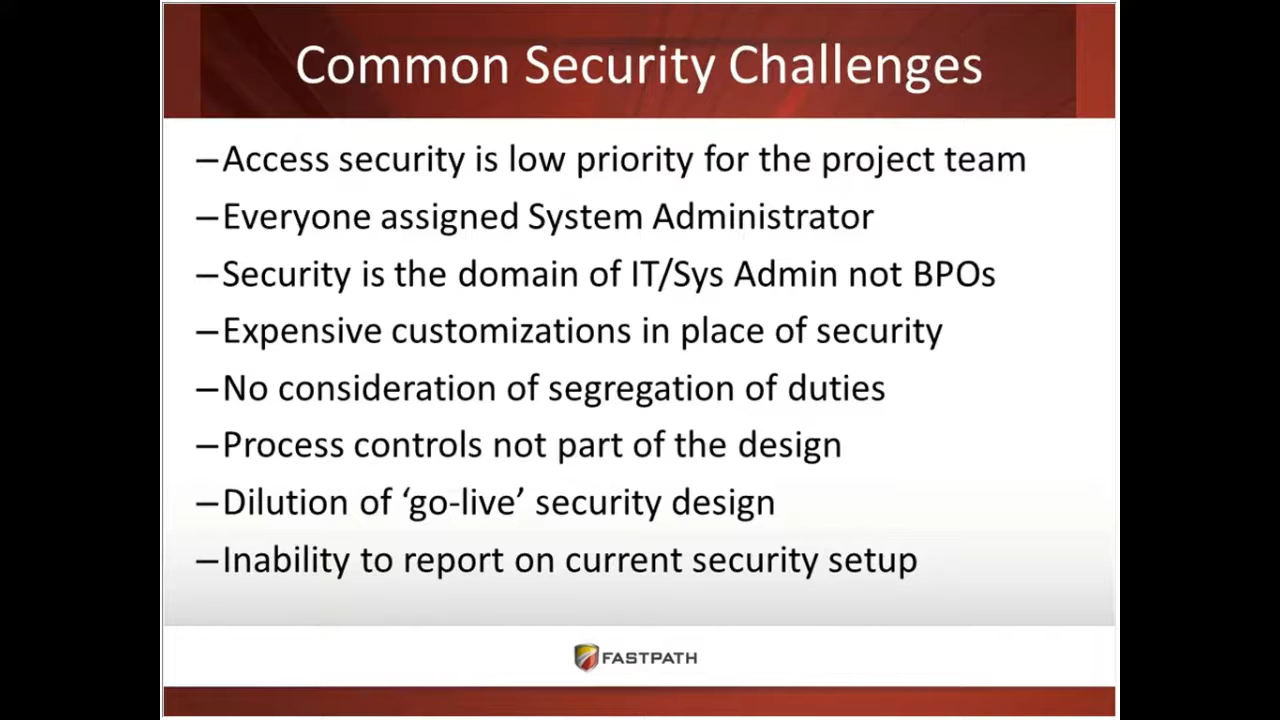 Common Security Challenges
–Access security is low priority for the project team
–Everyone assigned System Administrator
–Security is the domain of IT/Sys Admin not BPOs
–Expensive customizations in place of security
–No consideration of segregation of duties
–Process controls not part of the design
–Dilution of ‘go-live’ security design
–Inability to report on current security setup
FASTPATH